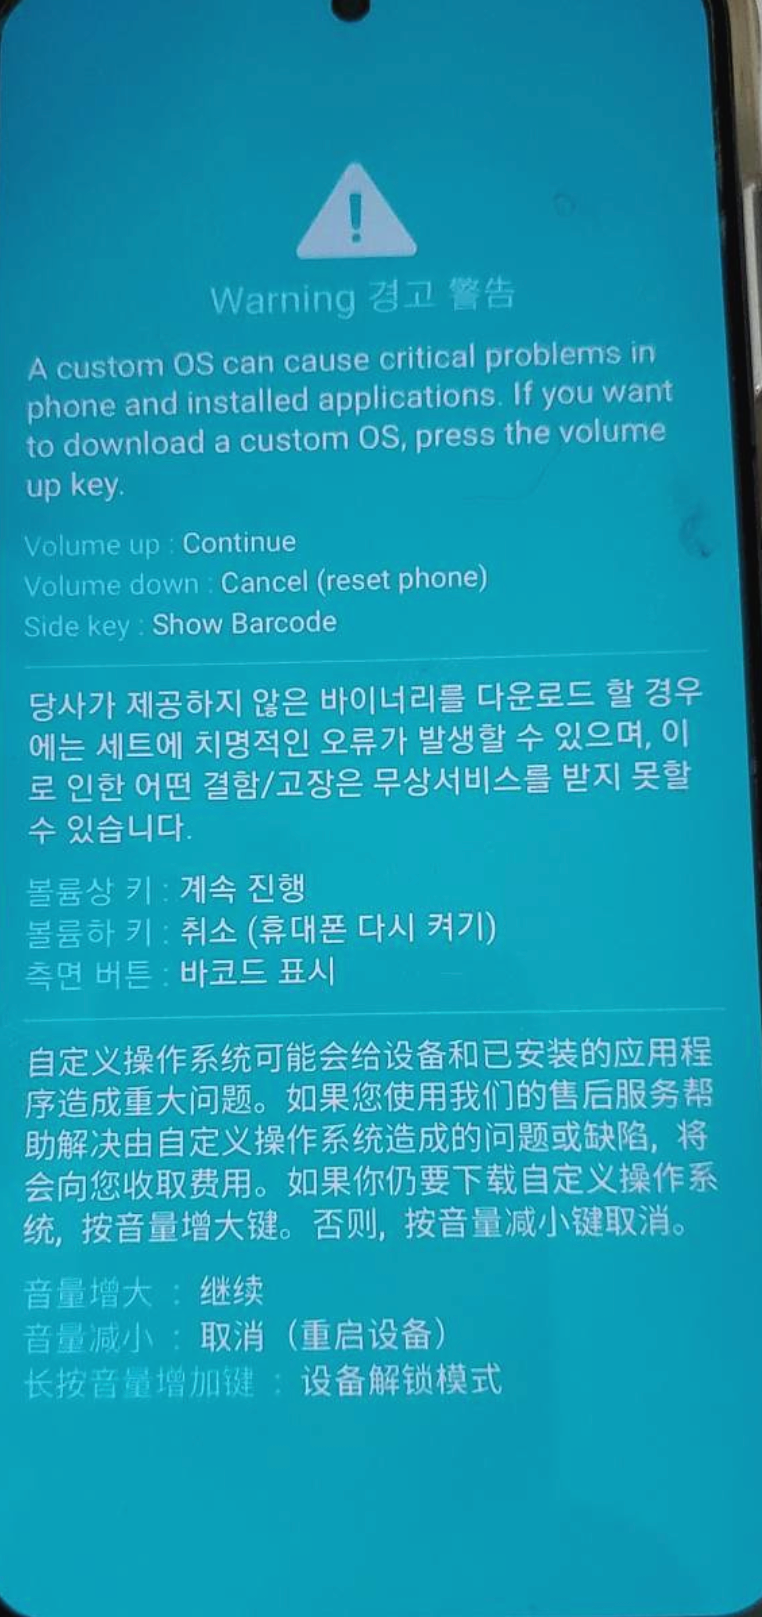 Warning 경고 警告
A custom OS can cause critical problems in
phone and installed applications. If you want
to download a custom OS, press the volume
up key.
Volume up : Continue
Volume down : Cancel (reset phone)
Side key : Show Barcode
당사가 제공하지 않은 바이너리를 다운로드 할 경우
에는 세트에 치명적인 오류가 발생할 수 있으며, 이
로 인한 어떤 결함/고장은 무상서비스를 받지 못할
수 있습니다.
볼륨상 키 : 계속 진행
볼륨하 키 : 취소 (휴대폰 다시 켜기)
측면 버튼 : 바코드 표시
自定义操作系统可能会给设备和已安装的应用程
序造成重大问题。如果您使用我们的售后服务帮
助解决由自定义操作系统造成的问题或缺陷, 将
会向您收取费用。如果你仍要下载自定义操作系
统, 按音量增大键。否则, 按音量减小键取消。
音量增大 : 继续
音量减小 : 取消（重启设备）
长按音量增加键 : 设备解锁模式